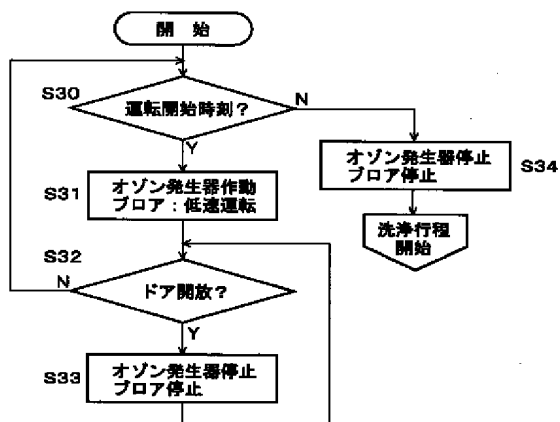 開 始
S30
運転開始時刻？
N
Y
オゾン発生器停止
ブロア停止
S34
S31
オゾン発生器作動
ブロア：低速運転
洗浄行程
開始
S32
N
ドア開放？
Y
S33
オゾン発生器停止
ブロア停止